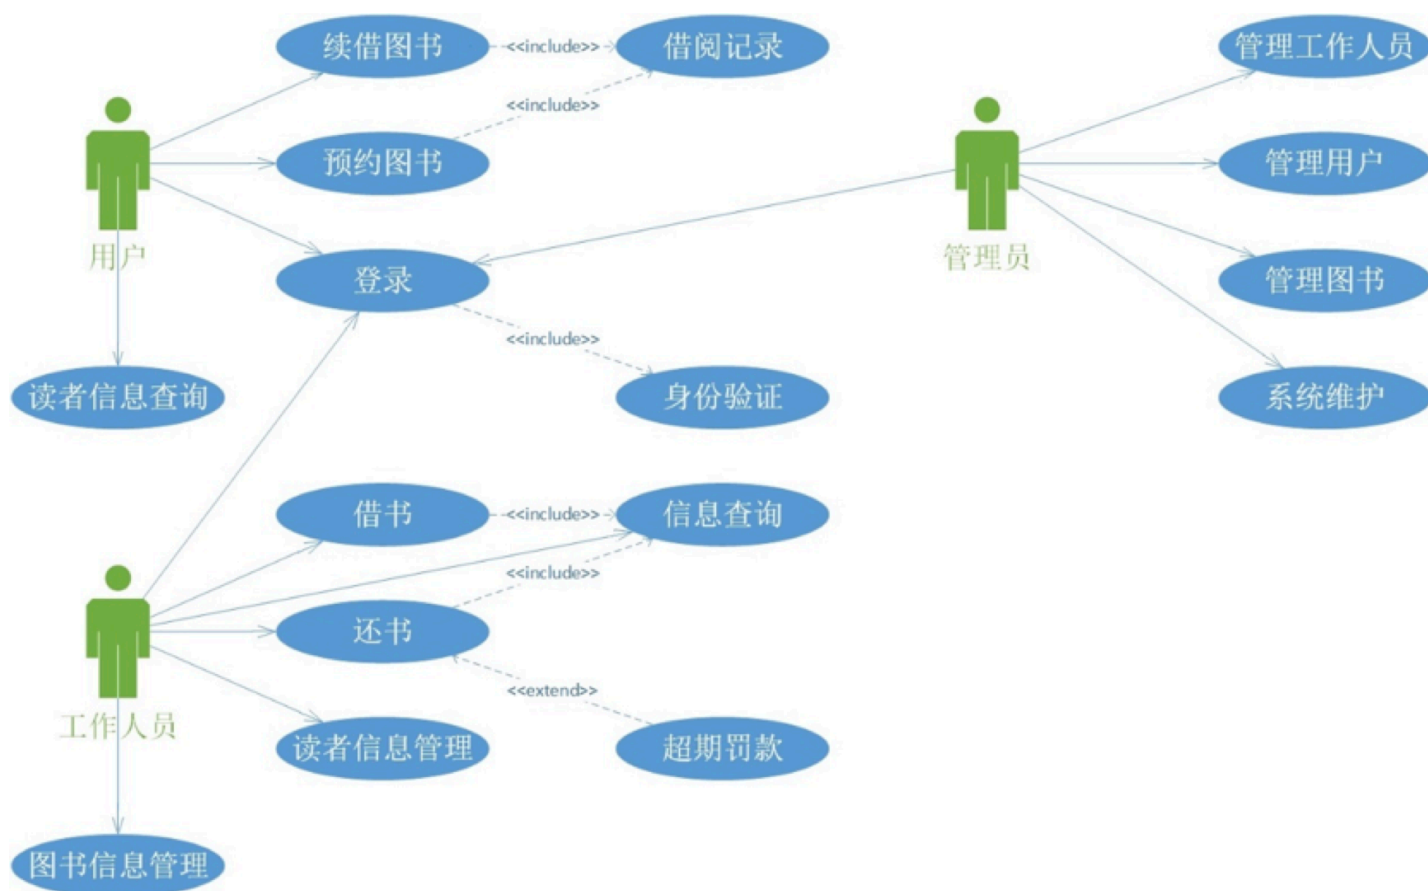 续借图书
<<include>>
借阅记录
管理工作人员
<<include>>
预约图书
管理用户
用户
管理员
登录
管理图书
<<include>>
读者信息查询
身份验证
系统维护
借书
<<include>>
信息查询
<<include>>
还书
<<extend>>
工作人员
读者信息管理
超期罚款
图书信息管理